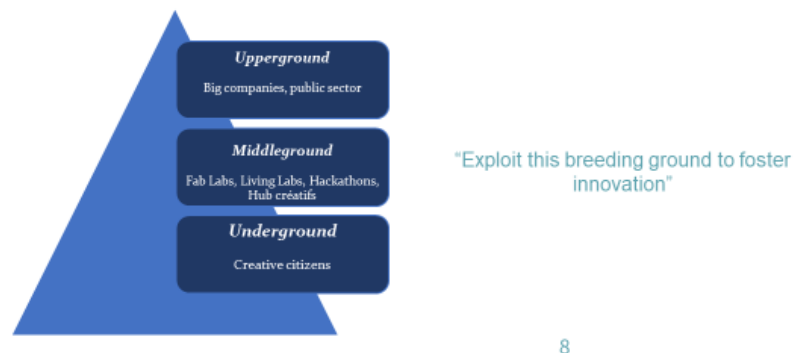 Upperground
Big companies, public sector
Middleground
Fab Labs, Living Labs, Hackathons,
Hub créatifs
Underground
Creative citizens
“Exploit this breeding ground to foster
innovation”
8